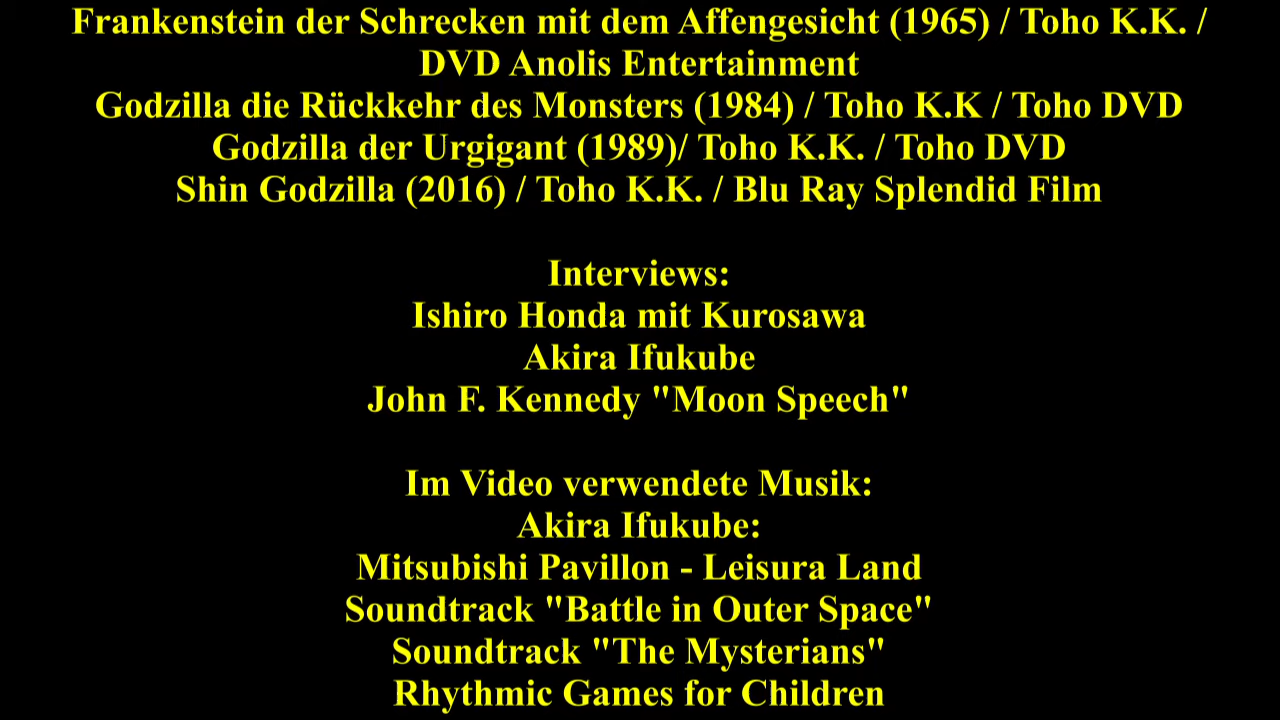 Frankenstein der Schrecken mit dem Affengesicht (1965) / Toho K.K. /
DVD Anolis Entertainment
Godzilla die Rückkehr des Monsters (1984) / Toho K.K / Toho DVD
Godzilla der Urgigant (1989)/ Toho K.K. / Toho DVD
Shin Godzilla (2016) / Toho K.K. / Blu Ray Splendid Film
Interviews:
Ishiro Honda mit Kurosawa
Akira Ifukube
John F. Kennedy "Moon Speech"
Im Video verwendete Musik:
Akira Ifukube:
Mitsubishi Pavillon - Leisura Land
Soundtrack "Battle in Outer Space"
Soundtrack "The Mysterians"
Rhythmic Games for Children